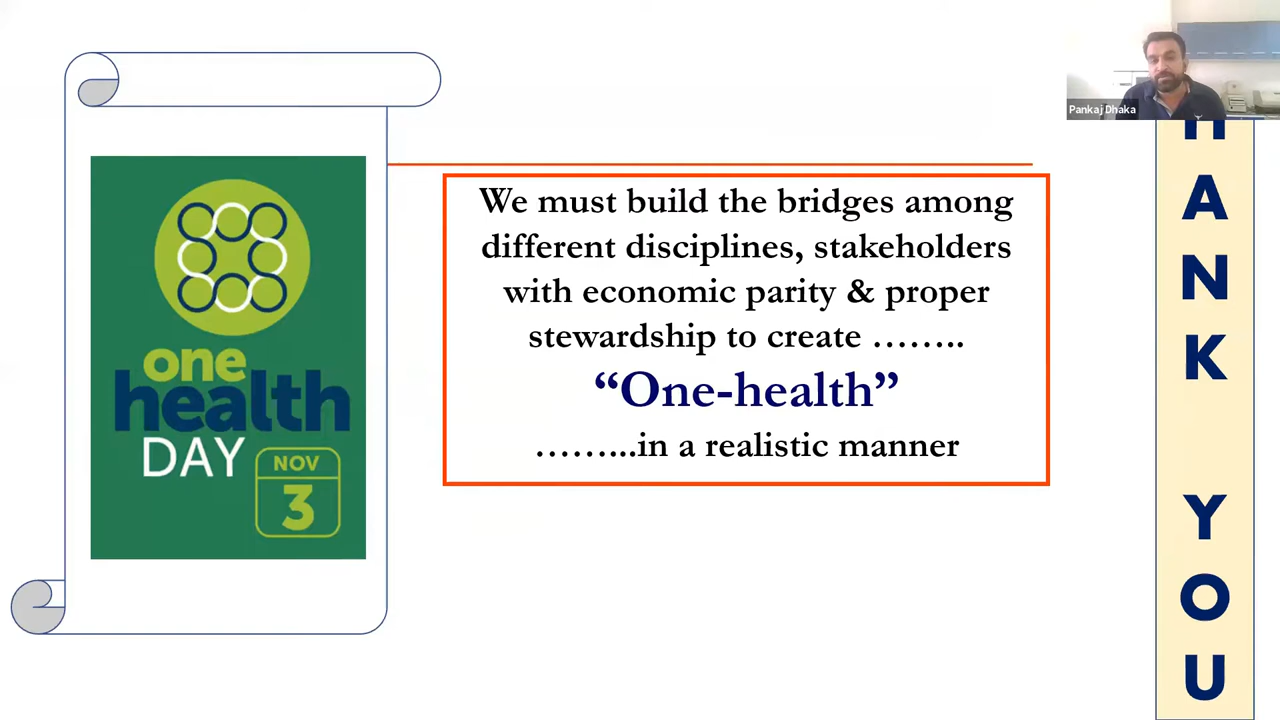 Pankaj Dhaka
one
health
DAY
NOV
3
We must build the bridges among
different disciplines, stakeholders
with economic parity & proper
stewardship to create ……..
“One-health”
……...in a realistic manner
H
A
N
K
Y
O
U